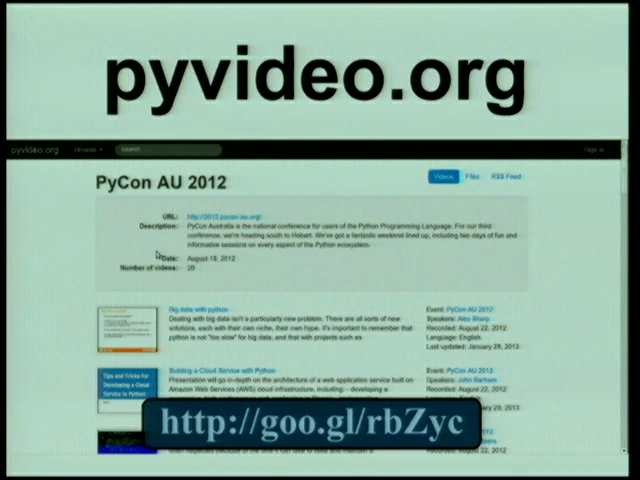 pyvideo.org
pyvideo.org Browse Search Sign in
PyCon AU 2012
Videos Files RSS Feed
URL: http://2012.pycon-au.org/
Description: PyCon Australia is the national conference for users of the Python Programming Language. For our third
conference, we're heading south to Hobart. We've got a fantastic weekend lined up, including two days of fun and
informative sessions on every aspect of the Python ecosystem.
Date: August 18, 2012
Number of videos:
Big data with python
Dealing with big data isn't a particularly new problem. There are all sorts of new
solutions, each with their own niche, their own hype. It's important to remember that
python is not "too slow" for big data, and that with projects such as
Event: PyCon AU 2012
Speakers: Alex Sharp
Recorded: August 22, 2012
Language: English
Last updated: January 29, 2013
Tips and Tricks for
Developing a Cloud
Service in Python
Building a Cloud Service with Python
Presentation will go in-depth on the architecture of a web application service built on
Amazon Web Services (AWS) cloud infrastructure, including: - developing a
Event: PyCon AU 2012
Speakers: John Barham
Recorded: August 22, 2012
http://goo.gl/rbZyc